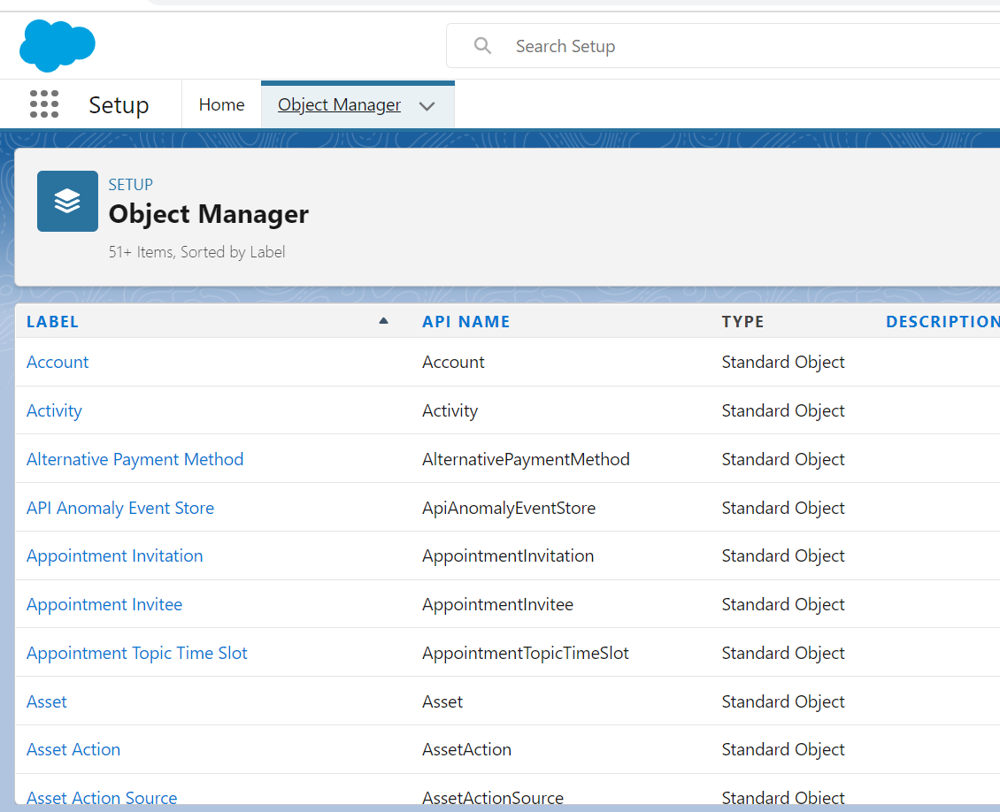 Search Setup
Setup Home Object Manager
SETUP
Object Manager
51+ Items, Sorted by Label
LABEL API NAME TYPE DESCRIPTION
Account Account Standard Object
Activity Activity Standard Object
Alternative Payment Method AlternativePaymentMethod Standard Object
API Anomaly Event Store ApiAnomalyEventStore Standard Object
Appointment Invitation AppointmentInvitation Standard Object
Appointment Invitee AppointmentInvitee Standard Object
Appointment Topic Time Slot AppointmentTopicTimeSlot Standard Object
Asset Asset Standard Object
Asset Action AssetAction Standard Object
Asset Action Source AssetActionSource Standard Object